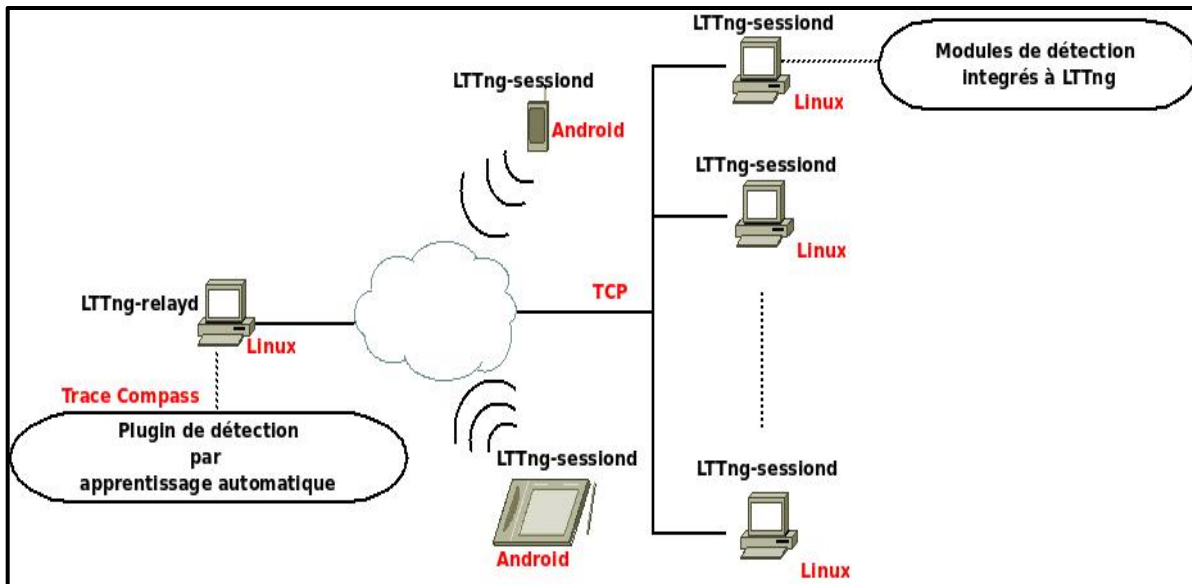 LTTng-sessiond
Linux
Modules de détection
integrés à LTTng
LTTng-sessiond
Android
LTTng-sessiond
Linux
LTTng-relayd
Linux
TCP
Trace Compass
Plugin de détection
par
apprentissage automatique
LTTng-sessiond
Android
LTTng-sessiond
Linux